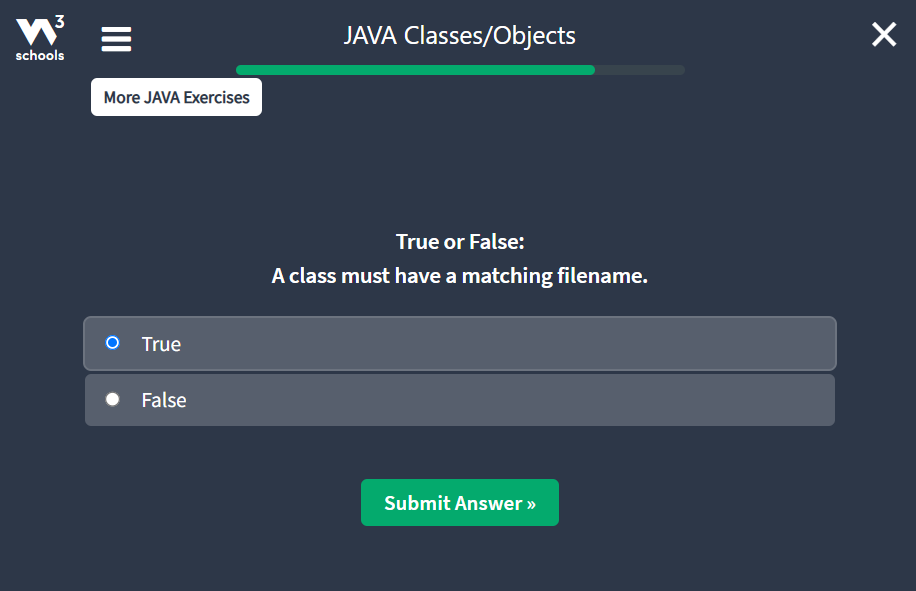 3
schools
JAVA Classes/Objects
More JAVA Exercises
True or False:
A class must have a matching filename.
True
False
Submit Answer »